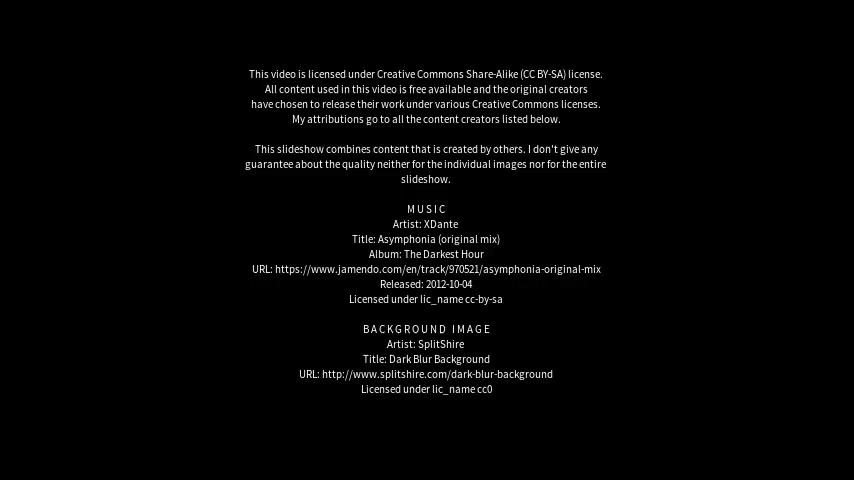 This video is licensed under Creative Commons Share-Alike (CC BY-SA) license.
All content used in this video is free available and the original creators
have chosen to release their work under various Creative Commons licenses.
My attributions go to all the content creators listed below.
This slideshow combines content that is created by others. I don't give any
guarantee about the quality neither for the individual images nor for the entire
slideshow.
MUSIC
Artist: XDante
Title: Asymphonia (original mix)
Album: The Darkest Hour
URL: https://www.jamendo.com/en/track/970521/asymphonia-original-mix
Released: 2012-10-04
Licensed under lic_name cc-by-sa
BACKGROUND IMAGE
Artist: SplitShire
Title: Dark Blur Background
URL: http://www.splitshire.com/dark-blur-background
Licensed under lic_name cc0